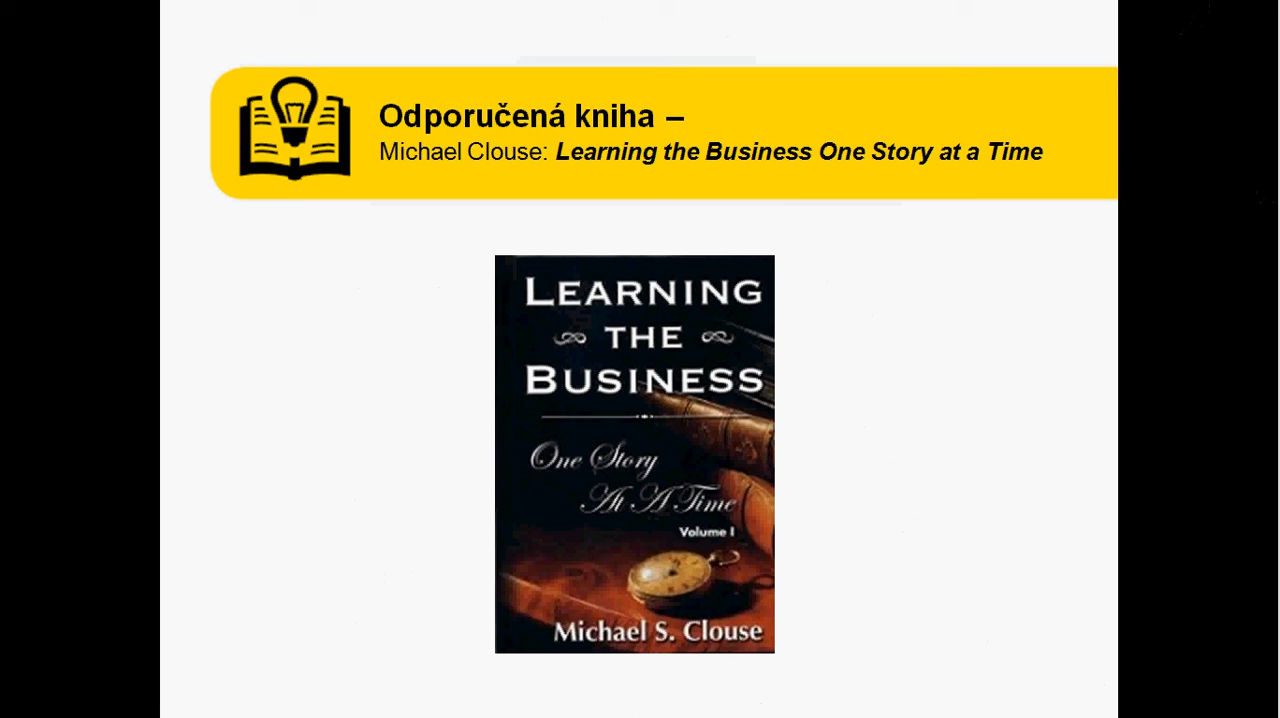 Odporučená kniha –
Michael Clouse: Learning the Business One Story at a Time
LEARNING
THE
BUSINESS
One Story
At A Time
Volume I
Michael S. Clouse